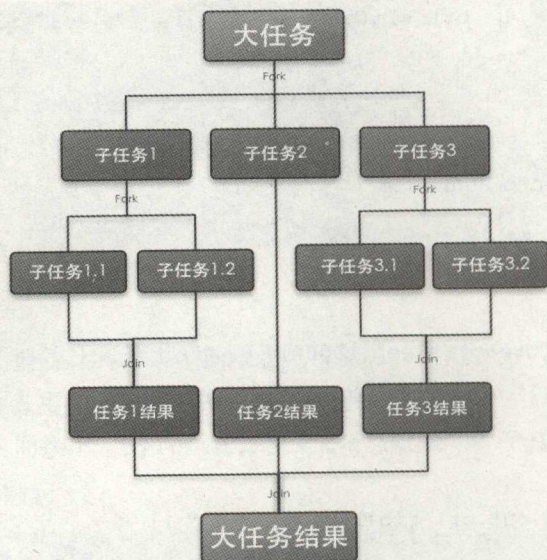 大任务
Fork
子任务1
子任务2
子任务3
Fork
Fork
子任务1.1
子任务1.2
子任务3.1
子任务3.2
Join
Join
任务1结果
任务2结果
任务3结果
Join
大任务结果